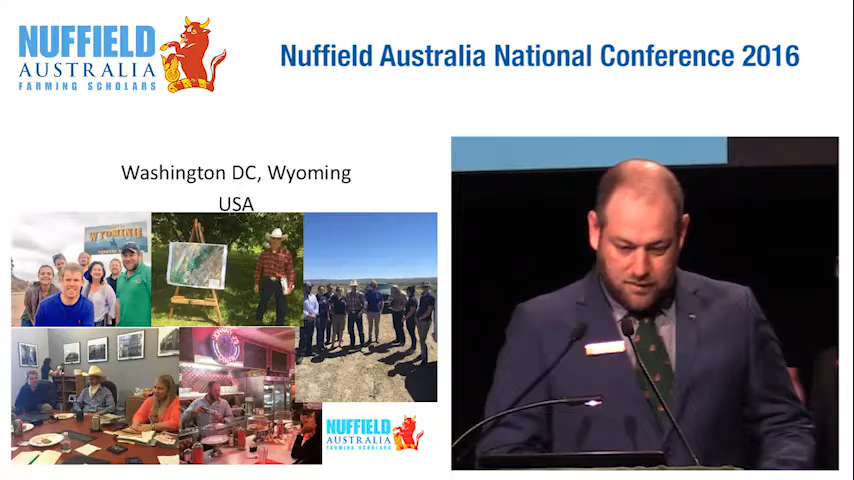 NUFFIELD
AUSTRALIA
FARMING SCHOLARS
Nuffield Australia National Conference 2016
Washington DC, Wyoming
USA
WYOMING
NUFFIELD
AUSTRALIA
FARMING SCHOLARS